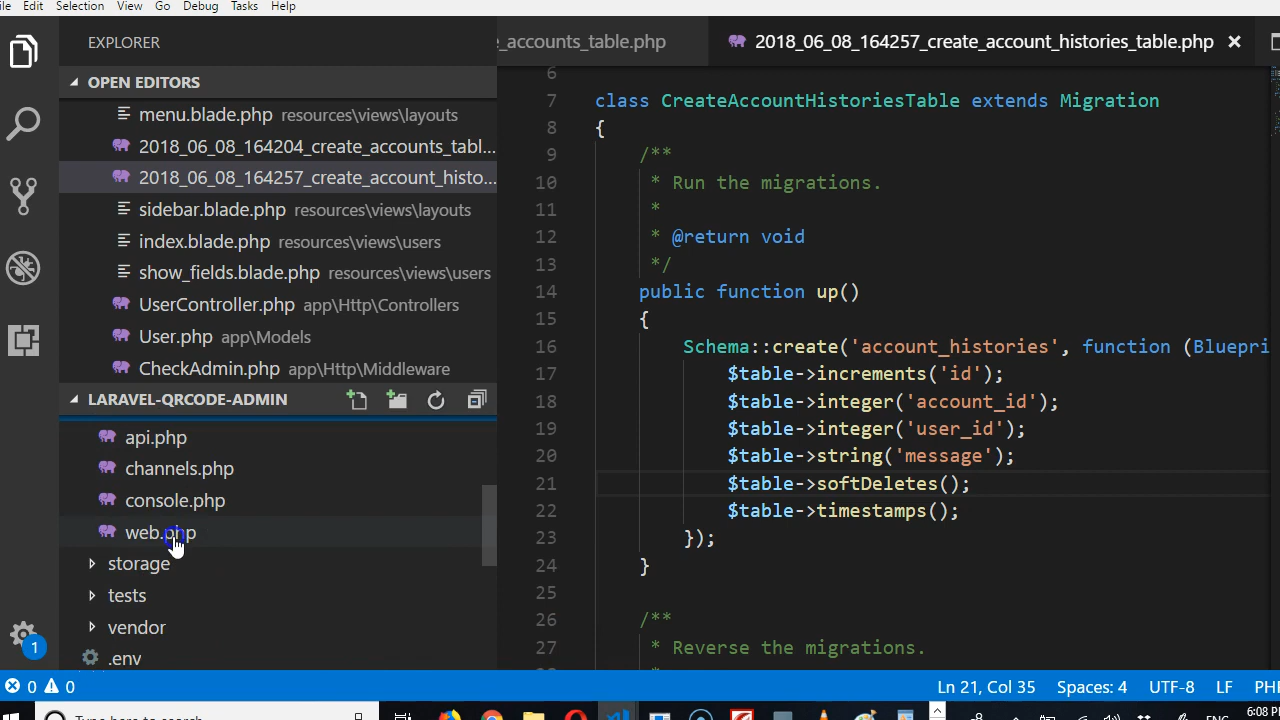 ile Edit Selection View Go Debug Tasks Help
EXPLORER
_accounts_table.php
2018_06_08_164257_create_account_histories_table.php ×
OPEN EDITORS
menu.blade.php resources\views\layouts
2018_06_08_164204_create_accounts_tabl...
2018_06_08_164257_create_account_histo...
sidebar.blade.php resources\views\layouts
index.blade.php resources\views\users
show_fields.blade.php resources\views\users
UserController.php app\Http\Controllers
User.php app\Models
CheckAdmin.php app\Http\Middleware
LARAVEL-QRCODE-ADMIN
api.php
channels.php
console.php
web.php
storage
tests
vendor
.env
1
6
7 class CreateAccountHistoriesTable extends Migration
8 {
9 /**
10 * Run the migrations.
11 *
12 * @return void
13 */
14 public function up()
15 {
16 Schema::create('account_histories', function (Bluepri
17 $table->increments('id');
18 $table->integer('account_id');
19 $table->integer('user_id');
20 $table->string('message');
21 $table->softDeletes();
22 $table->timestamps();
23 });
24 }
25
26 /**
27 * Reverse the migrations.
0 0 Ln 21, Col 35 Spaces: 4 UTF-8 LF PH
Type here to search
ENG 6:08 P